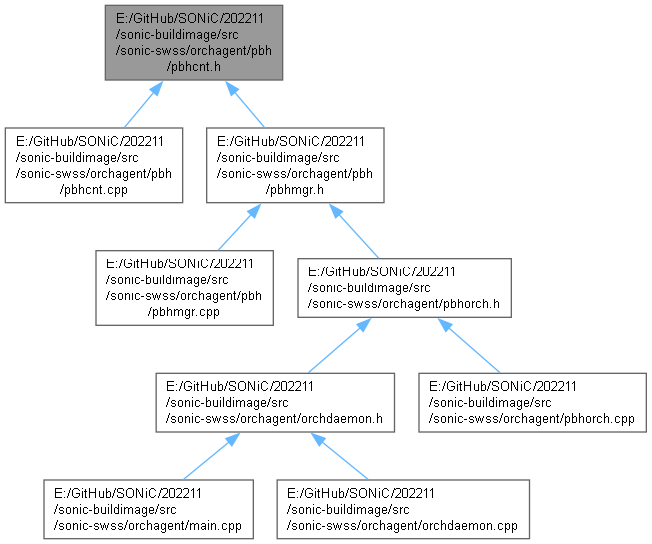 E:/GitHub/SONiC/202211
/sonic-buildimage/src
/sonic-swss/orchagent/pbh
/pbhcnt.h
E:/GitHub/SONiC/202211
/sonic-buildimage/src
/sonic-swss/orchagent/pbh
/pbhcnt.cpp
E:/GitHub/SONiC/202211
/sonic-buildimage/src
/sonic-swss/orchagent/pbh
/pbhmgr.h
E:/GitHub/SONiC/202211
/sonic-buildimage/src
/sonic-swss/orchagent/pbh
/pbhmgr.cpp
E:/GitHub/SONiC/202211
/sonic-buildimage/src
/sonic-swss/orchagent/pbhorch.h
E:/GitHub/SONiC/202211
/sonic-buildimage/src
/sonic-swss/orchagent/orchdaemon.h
E:/GitHub/SONiC/202211
/sonic-buildimage/src
/sonic-swss/orchagent/pbhorch.cpp
E:/GitHub/SONiC/202211
/sonic-buildimage/src
/sonic-swss/orchagent/main.cpp
E:/GitHub/SONiC/202211
/sonic-buildimage/src
/sonic-swss/orchagent/orchdaemon.cpp